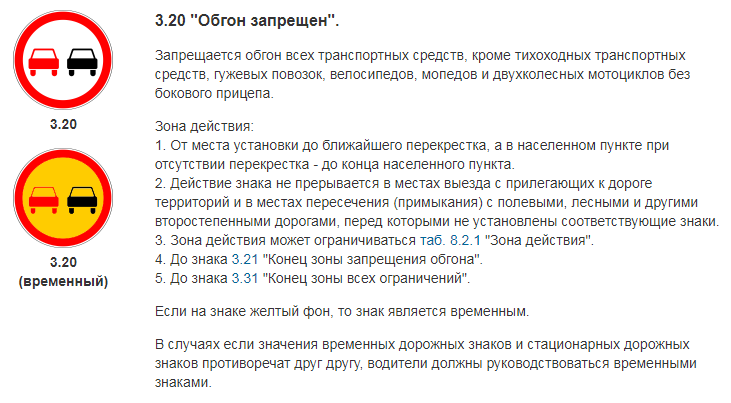 3.20 "Обгон запрещен".
Запрещается обгон всех транспортных средств, кроме тихоходных транспортных
средств, гужевых повозок, велосипедов, мопедов и двухколесных мотоциклов без
бокового прицепа.
3.20
Зона действия:
1. От места установки до ближайшего перекрестка, а в населенном пункте при
отсутствии перекрестка - до конца населенного пункта.
2. Действие знака не прерывается в местах выезда с прилегающих к дороге
территорий и в местах пересечения (примыкания) с полевыми, лесными и другими
второстепенными дорогами, перед которыми не установлены соответствующие знаки.
3. Зона действия может ограничиваться таб. 8.2.1 "Зона действия".
4. До знака 3.21 "Конец зоны запрещения обгона".
5. До знака 3.31 "Конец зоны всех ограничений".
3.20
(временный)
Если на знаке желтый фон, то знак является временным.
В случаях если значения временных дорожных знаков и стационарных дорожных
знаков противоречат друг другу, водители должны руководствоваться временными
знаками.